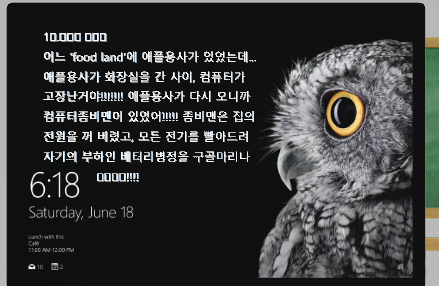 어느 'food land'에 애플용사가 있었는데...
애플용사가 화장실을 간 사이, 컴퓨터가
고장난거야!!!!!!! 애플용사가 다시 오니까
컴퓨터좀비맨이 있었어!!!!! 좀비맨은 집의
전원을 꺼 버렸고, 모든 전기를 빨아드려
자기의 부하인 배터리병정을 구골마리나
6:18
Saturday, June 18
Lunch with Eric
Café
11:00 AM-12:00 PM
10 2